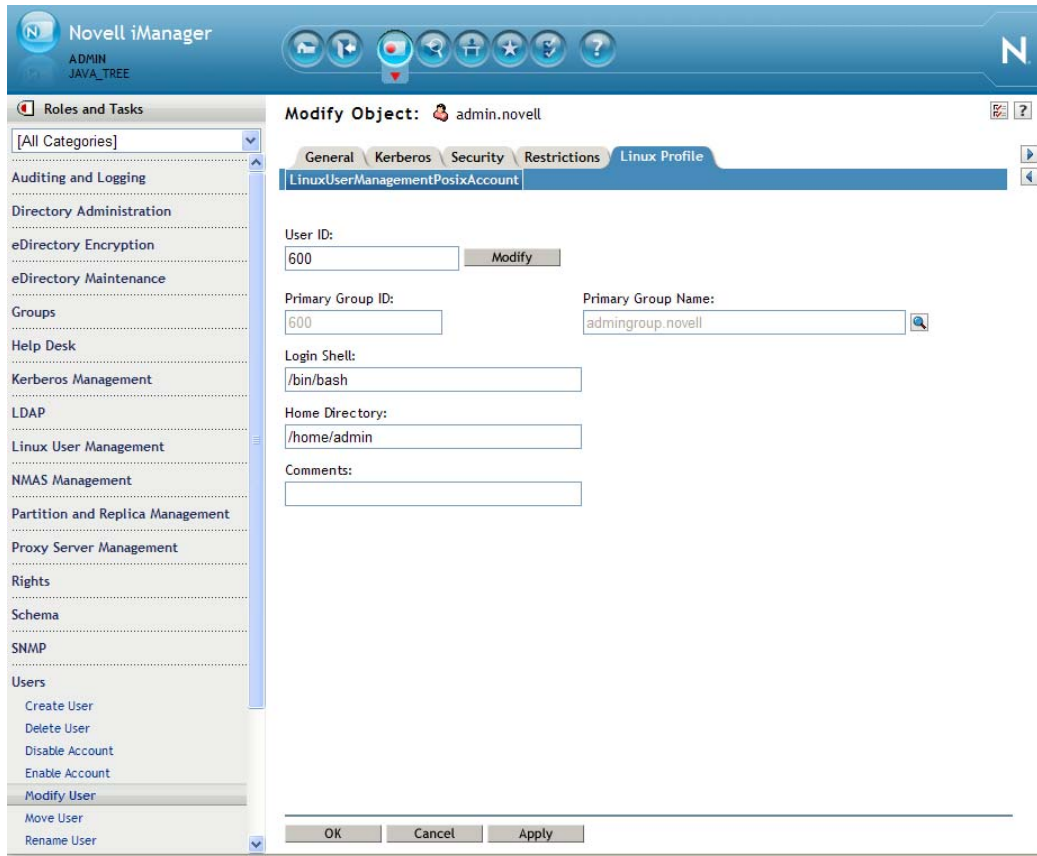 Novell iManager
ADMIN
JAVA_TREE
N
Roles and Tasks
[All Categories]
Auditing and Logging
Directory Administration
eDirectory Encryption
eDirectory Maintenance
Groups
Help Desk
Kerberos Management
LDAP
Linux User Management
NMAS Management
Partition and Replica Management
Proxy Server Management
Rights
Schema
SNMP
Users
Create User
Delete User
Disable Account
Enable Account
Modify User
Move User
Rename User
Modify Object: admin.novell
?
General Kerberos Security Restrictions Linux Profile
LinuxUserManagementPosixAccount
User ID:
600 Modify
Primary Group ID: Primary Group Name:
600 admingroup.novell
Login Shell:
/bin/bash
Home Directory:
/home/admin
Comments:
OK Cancel Apply